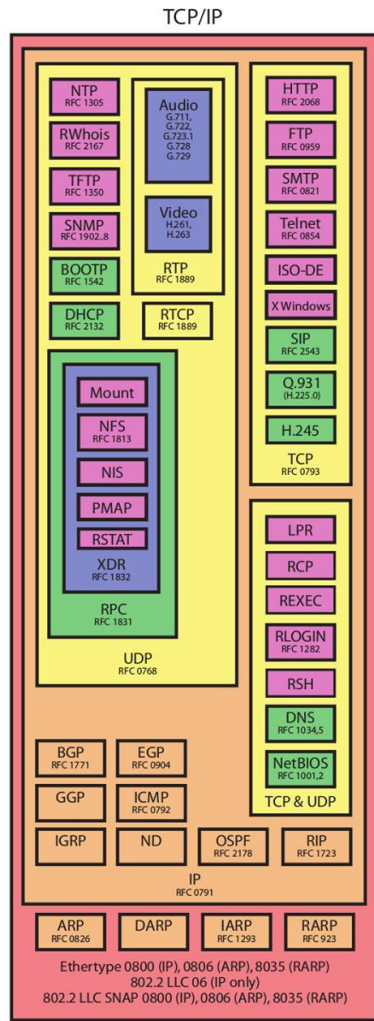 TCP/IP
NTP
RFC 1305
RWhois
RFC 2167
TFTP
RFC 1350
SNMP
RFC 1902..8
BOOTP
RFC 1542
DHCP
RFC 2132
Audio
G.711,
G.722,
G.723.1
G.728
G.729
Video
H.261,
H.263
RTP
RFC 1889
RTCP
RFC 1889
Mount
NFS
RFC 1813
NIS
PMAP
RSTAT
XDR
RFC 1832
RPC
RFC 1831
UDP
RFC 0768
HTTP
RFC 2068
FTP
RFC 0959
SMTP
RFC 0821
Telnet
RFC 0854
ISO-DE
X Windows
SIP
RFC 2543
Q.931
(H.225.0)
H.245
TCP
RFC 0793
LPR
RCP
REXEC
RLOGIN
RFC 1282
RSH
DNS
RFC 1034,5
NetBIOS
RFC 1001,2
TCP & UDP
BGP
RFC 1771
EGP
RFC 0904
GGP
ICMP
RFC 0792
IGRP
ND
OSPF
RFC 2178
RIP
RFC 1723
IP
RFC 0791
ARP
RFC 0826
DARP
IARP
RFC 1293
RARP
RFC 923
Ethertype 0800 (IP), 0806 (ARP), 8035 (RARP)
802.2 LLC 06 (IP only)
802.2 LLC SNAP 0800 (IP), 0806 (ARP), 8035 (RARP)